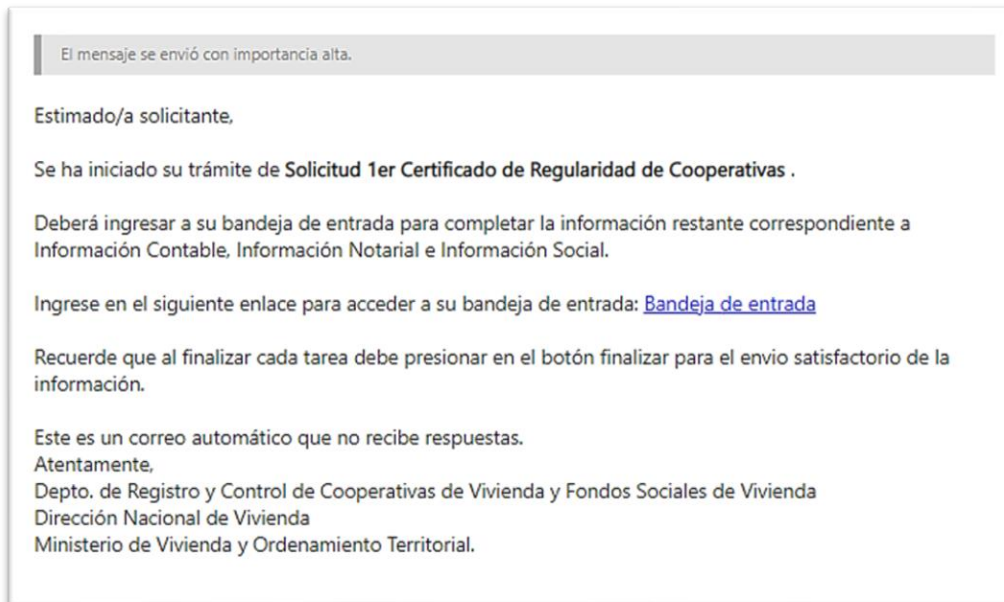 El mensaje se envió con importancia alta.
Estimado/a solicitante,
Se ha iniciado su trámite de Solicitud 1er Certificado de Regularidad de Cooperativas .
Deberá ingresar a su bandeja de entrada para completar la información restante correspondiente a
Información Contable, Información Notarial e Información Social.
Ingrese en el siguiente enlace para acceder a su bandeja de entrada: Bandeja de entrada
Recuerde que al finalizar cada tarea debe presionar en el botón finalizar para el envio satisfactorio de la
información.
Este es un correo automático que no recibe respuestas.
Atentamente,
Depto. de Registro y Control de Cooperativas de Vivienda y Fondos Sociales de Vivienda
Dirección Nacional de Vivienda
Ministerio de Vivienda y Ordenamiento Territorial.